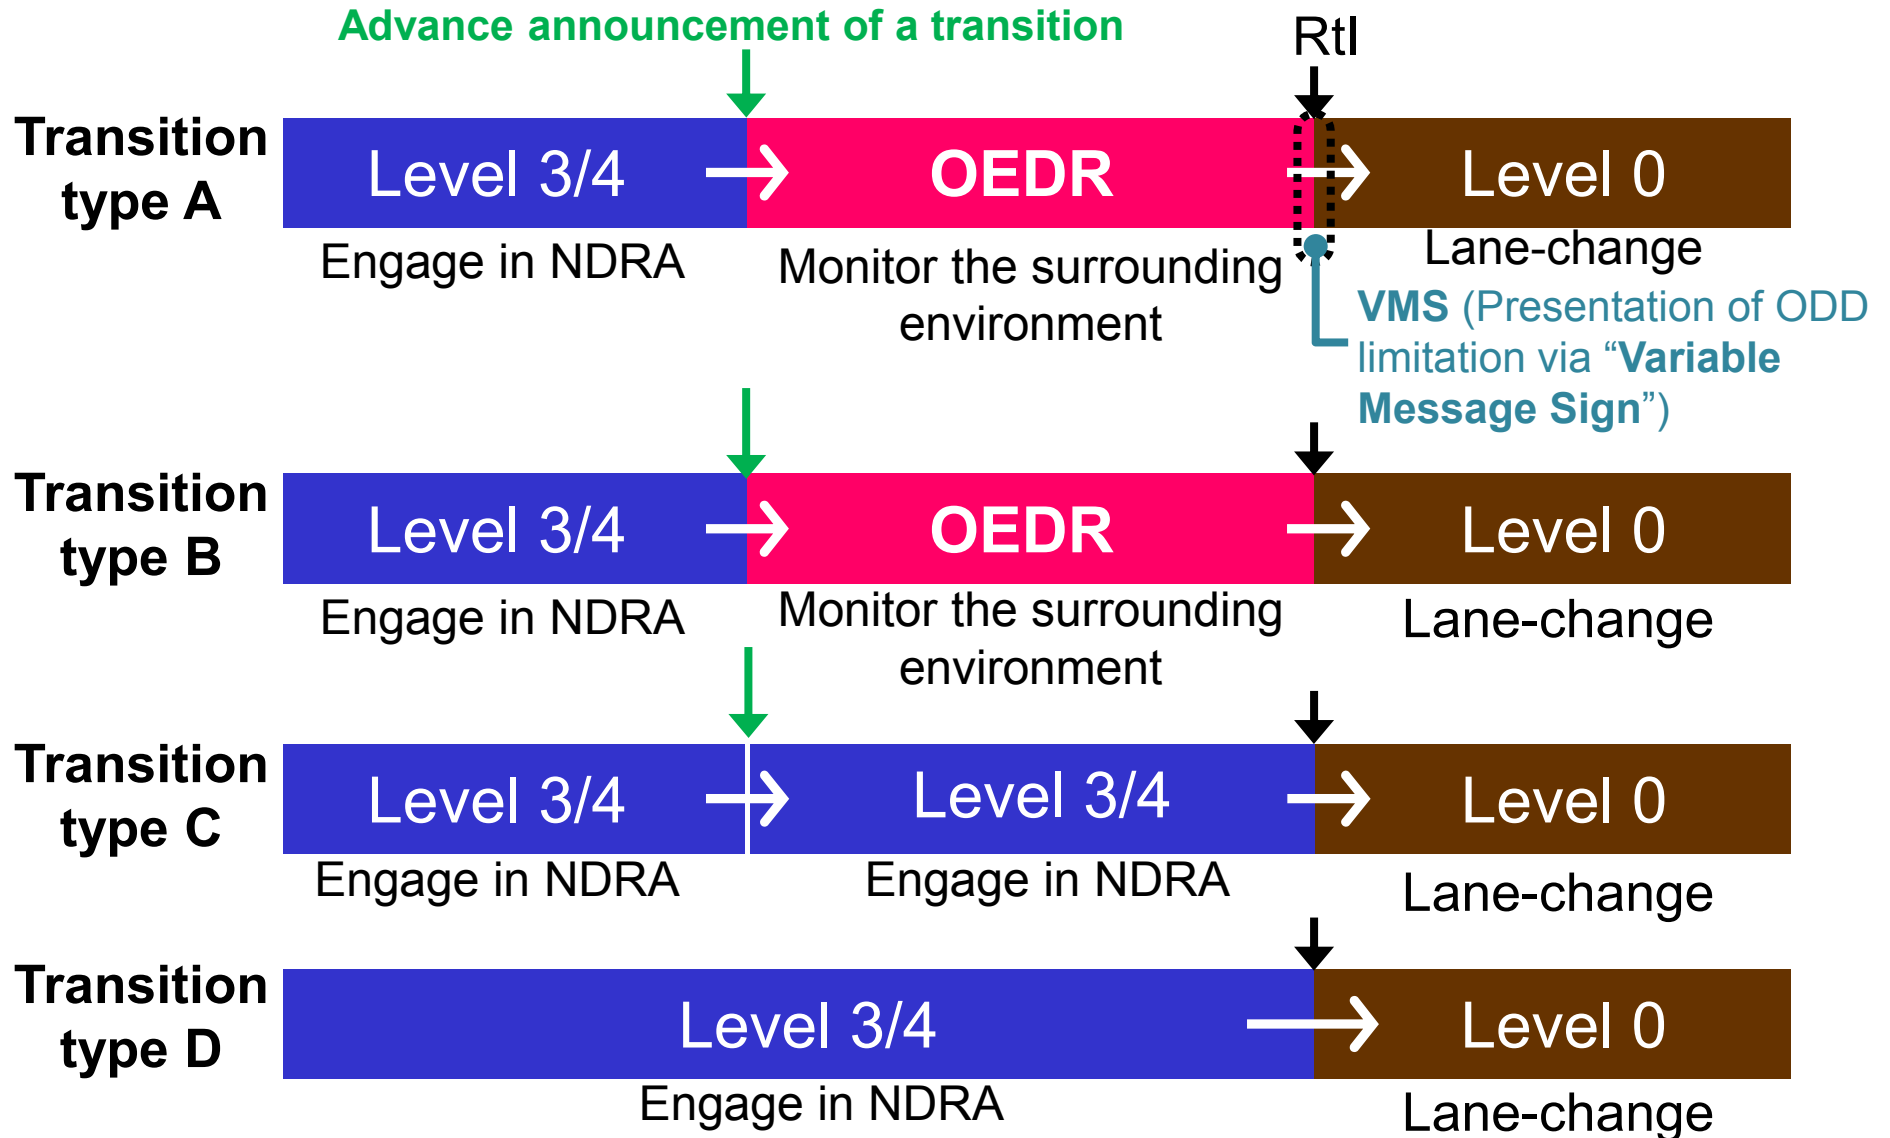 Advance announcement of a transition
RtI
Transition
type A
Level 3/4
OEDR
Level 0
Engage in NDRA
Monitor the surrounding
environment
Lane-change
VMS (Presentation of ODD
limitation via “Variable
Message Sign”)
Transition
type B
Level 3/4
OEDR
Level 0
Engage in NDRA
Monitor the surrounding
environment
Lane-change
Transition
type C
Level 3/4
Level 3/4
Level 0
Engage in NDRA
Engage in NDRA
Lane-change
Transition
type D
Level 3/4
Level 0
Engage in NDRA
Lane-change